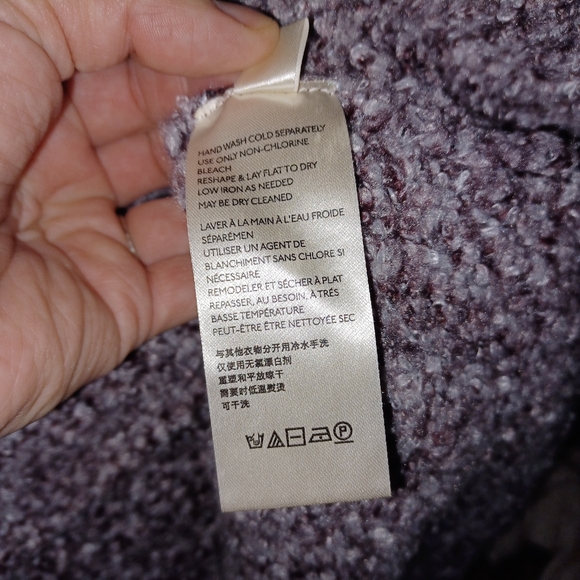 HAND WASH COLD SEPARATELY
USE ONLY NON-CHLORINE
BLEACH
RESHAPE & LAY FLAT TO DRY
LOW IRON AS NEEDED
MAY BE DRY CLEANED
LAVER À LA MAIN À L'EAU FROIDE
SÉPARÉMEN
UTILISER UN AGENT DE
BLANCHIMENT SANS CHLORE SI
NÉCESSAIRE
REMODELER ET SÉCHER À PLAT
REPASSER, AU BESOIN, À TRÉS
BASSE TEMPÉRATURE
PEUT-ÊTRE ÊTRE NETTOYÉE SEC
与其他衣物分开用冷水手洗
仅使用无氯漂白剂
重塑和平放晾干
需要时低温熨烫
可干洗
P